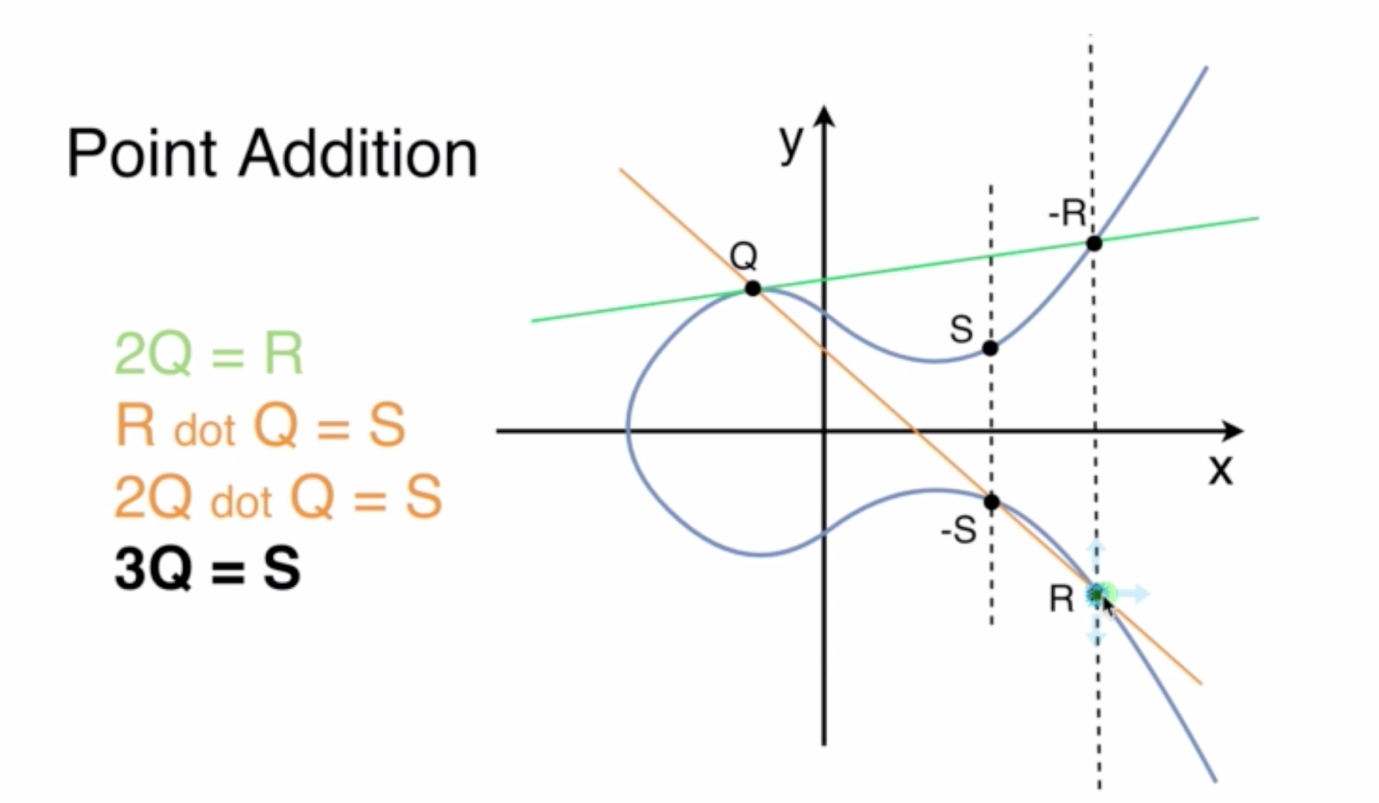 Point Addition
2Q = R
R dot Q = S
2Q dot Q = S
3Q = S
y
Q
-R
S
x
-S
R